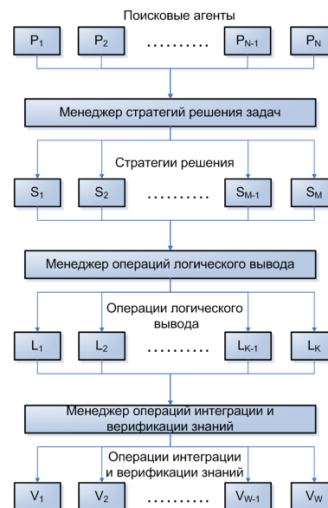 Поисковые агенты
P1 P2 .......... PN-1 PN
Менеджер стратегий решения задач
Стратегии решения
S1 S2 .......... SM-1 SM
Менеджер операций логического вывода
Операции логического
вывода
L1 L2 .......... LK-1 LK
Менеджер операций интеграции и
верификации знаний
Операции интеграции
и верификации знаний
V1 V2 .......... VW-1 VW